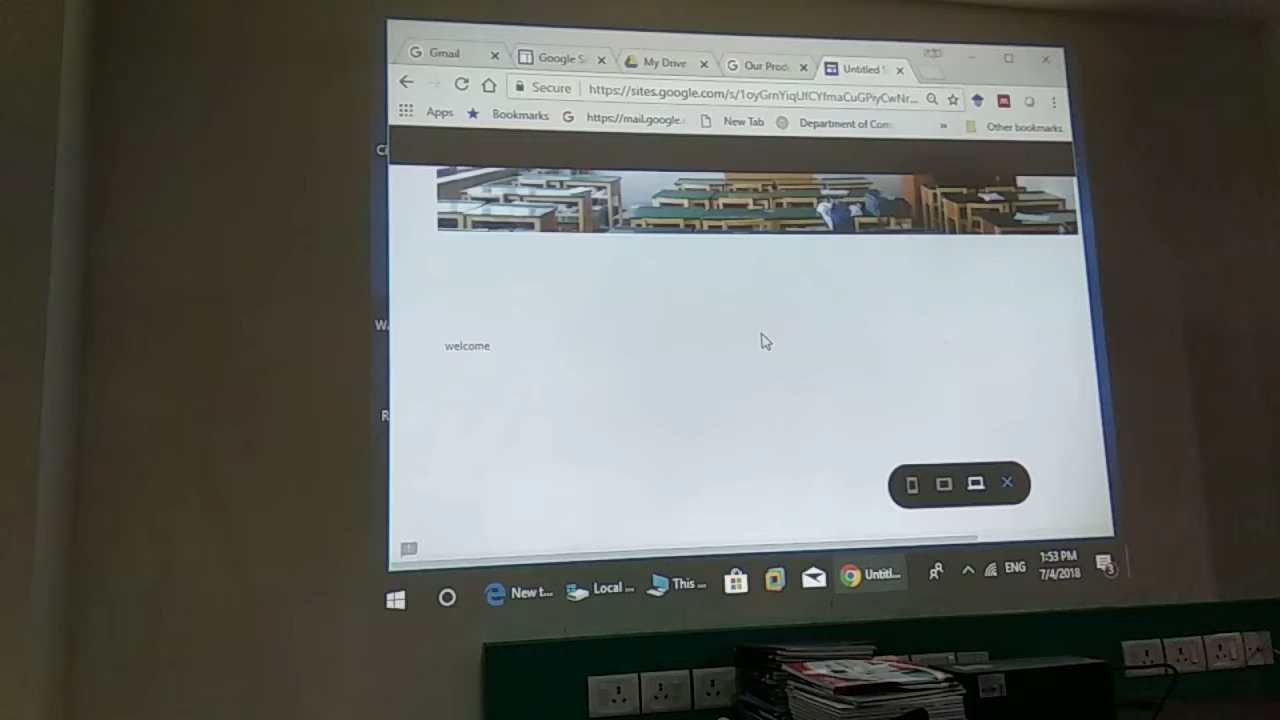 Gmail
Google S
My Drive
Our Prod
Untitled S
Secure
https://sites.google.com/s/
Apps
Bookmarks
https://mail.google.
New Tab
Department of Com
»
Other bookmarks
welcome
New t...
Local ...
This ...
Untitl...
ENG
1:53 PM
7/4/2018
3